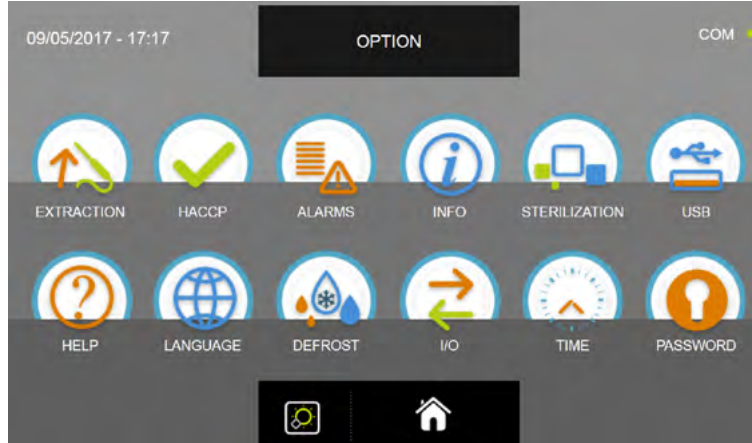 09/05/2017 - 17:17
OPTION
COM
EXTRACTION
HACCP
ALARMS
INFO
STERILIZATION
USB
HELP
LANGUAGE
DEFROST
I/O
TIME
PASSWORD